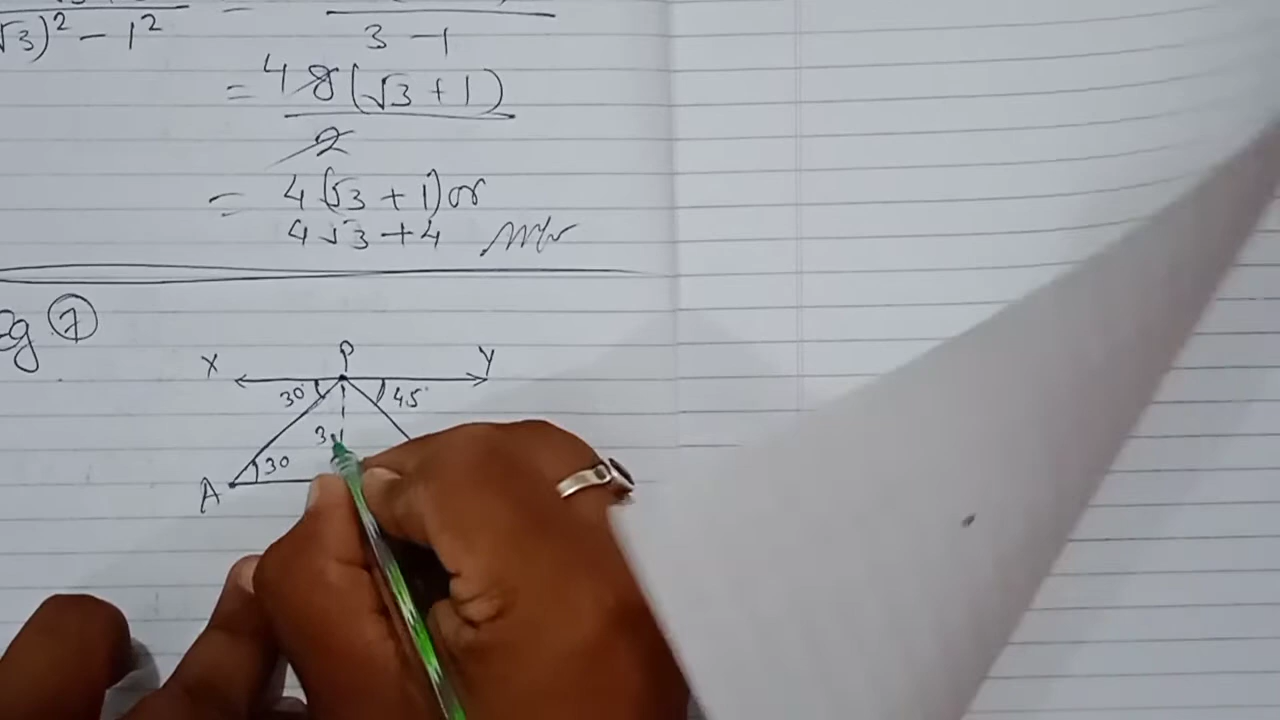 √3)² - 1² = 3 - 1
= 4 8(√3 + 1)
2
= 4(√3 + 1) or
4√3 + 4
Eg 7
X P Y
30° 45°
3
30
A